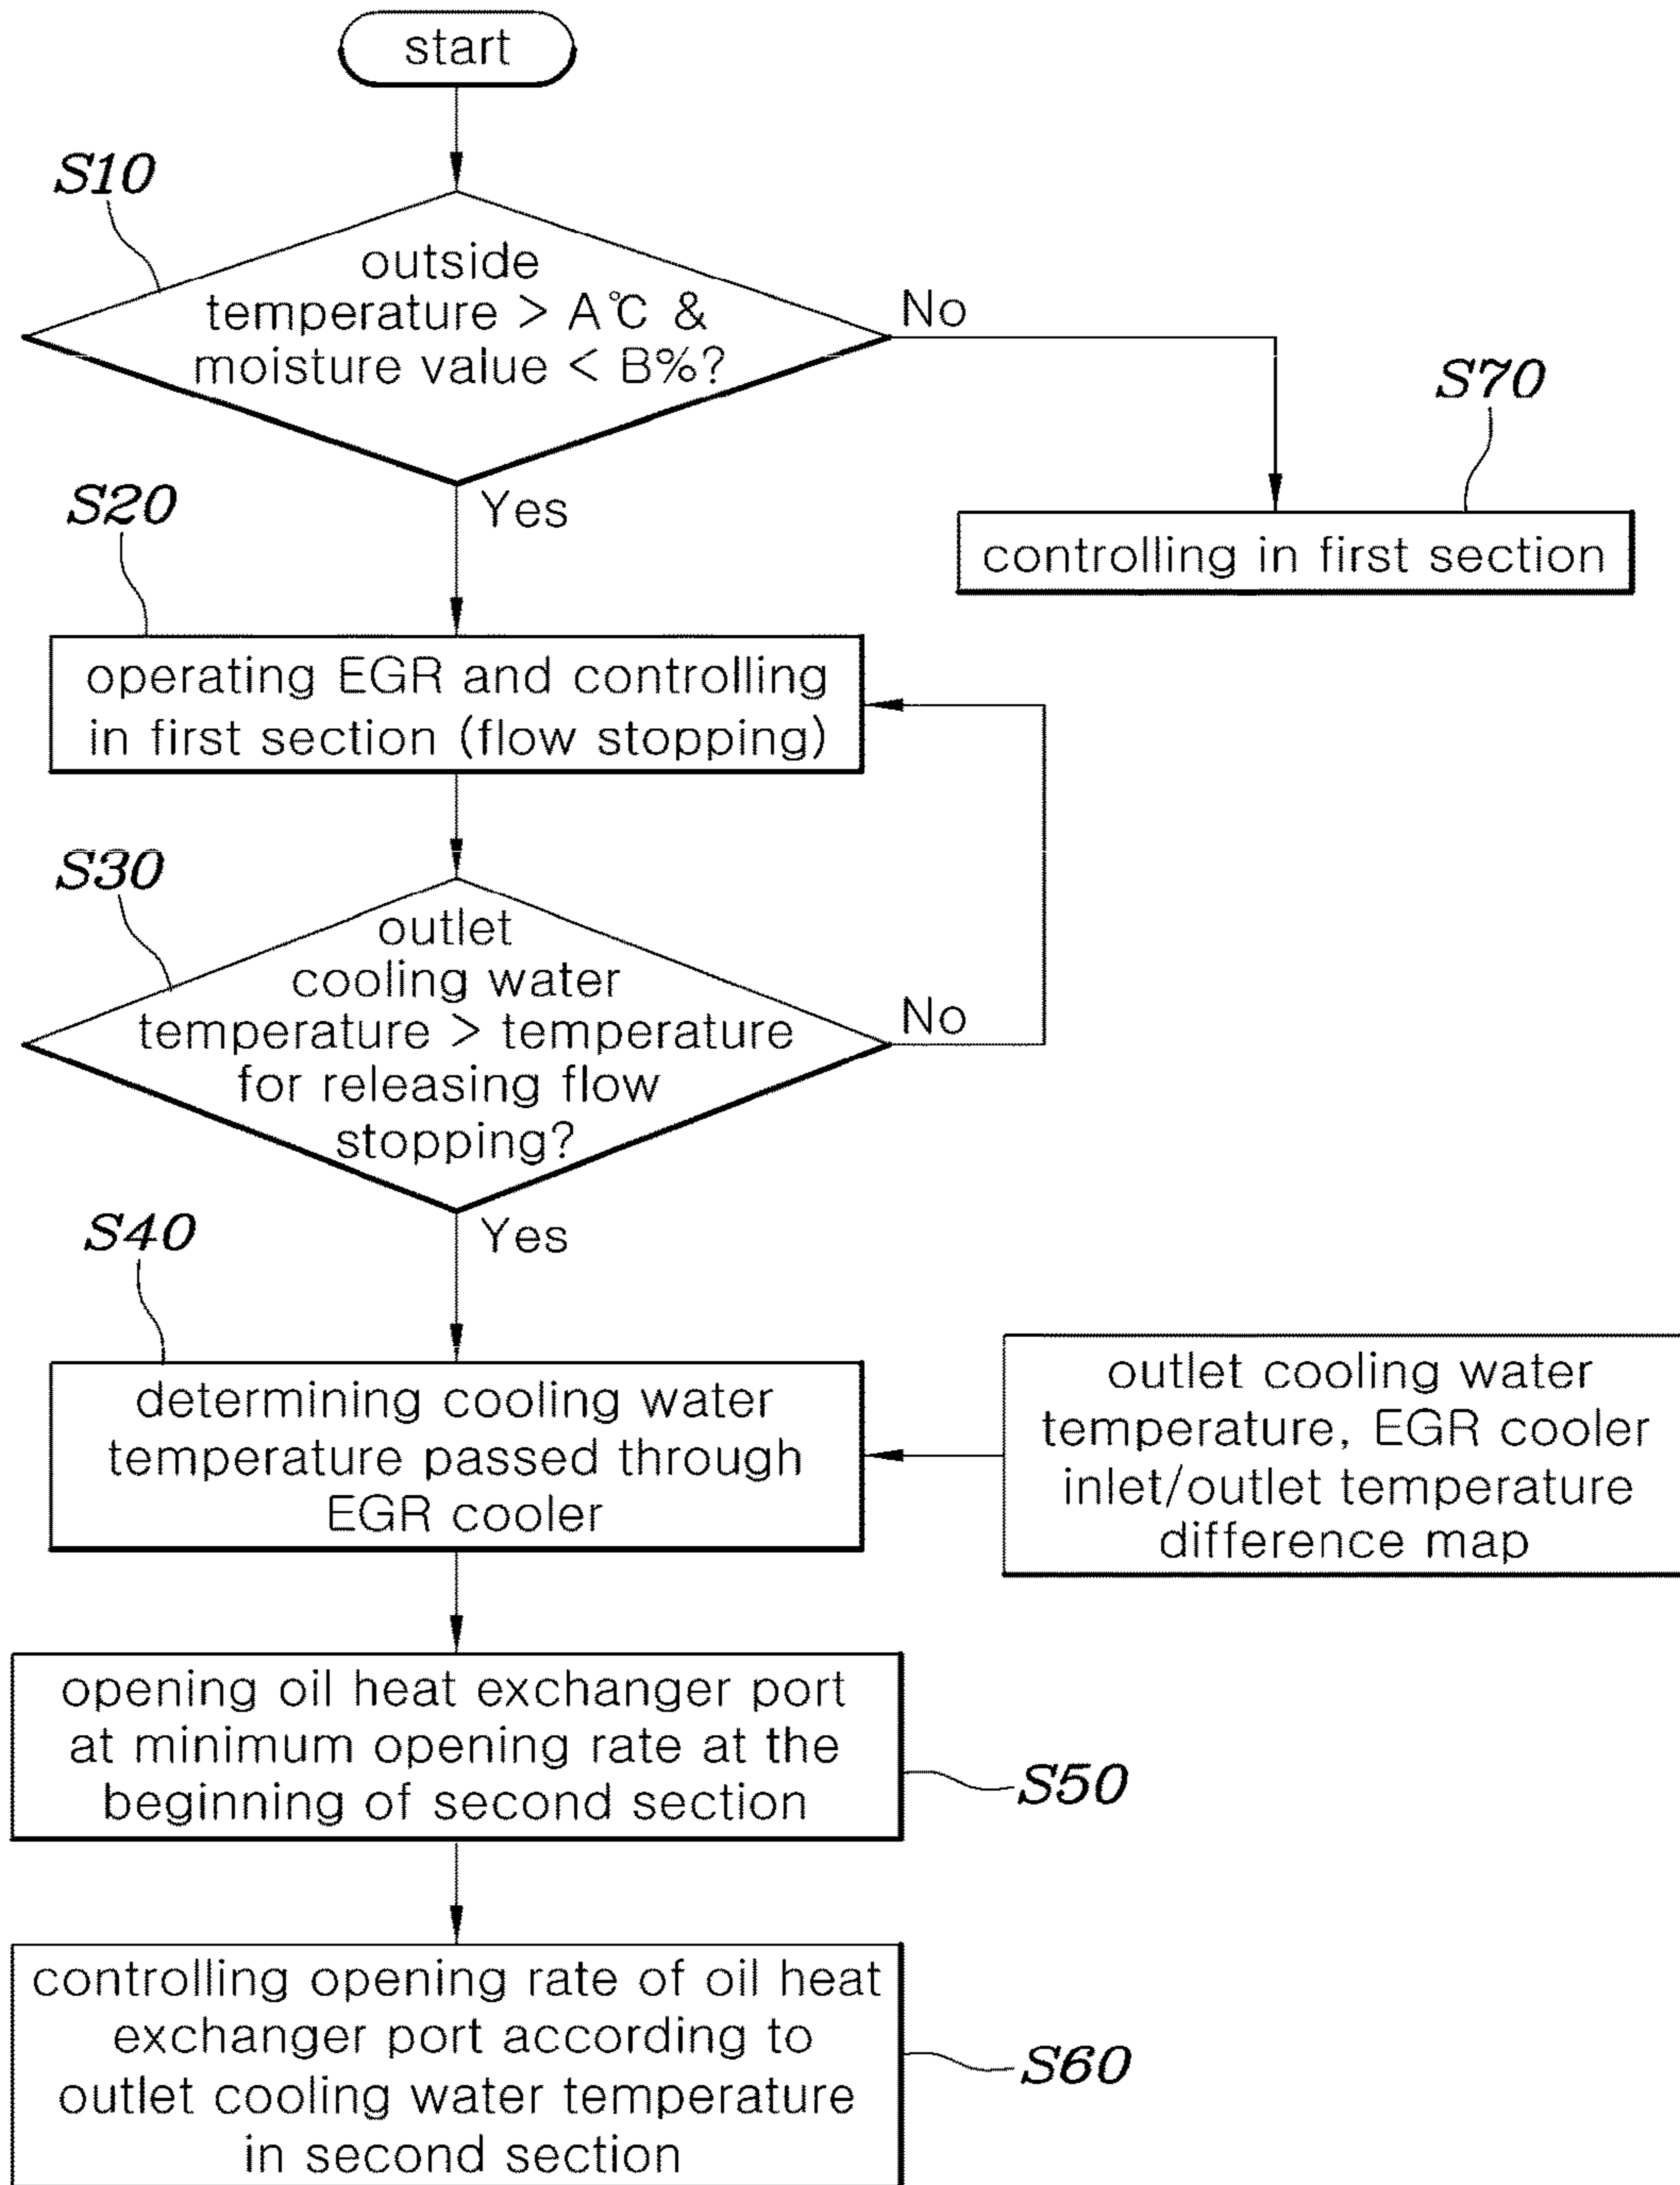 start
S10
outside
temperature > A℃ &
moisture value < B%?
No
Yes
S70
controlling in first section
S20
operating EGR and controlling
in first section (flow stopping)
S30
outlet
cooling water
temperature > temperature
for releasing flow
stopping?
No
Yes
S40
determining cooling water
temperature passed through
EGR cooler
outlet cooling water
temperature, EGR cooler
inlet/outlet temperature
difference map
opening oil heat exchanger port
at minimum opening rate at the
beginning of second section
S50
controlling opening rate of oil heat
exchanger port according to
outlet cooling water temperature
in second section
S60